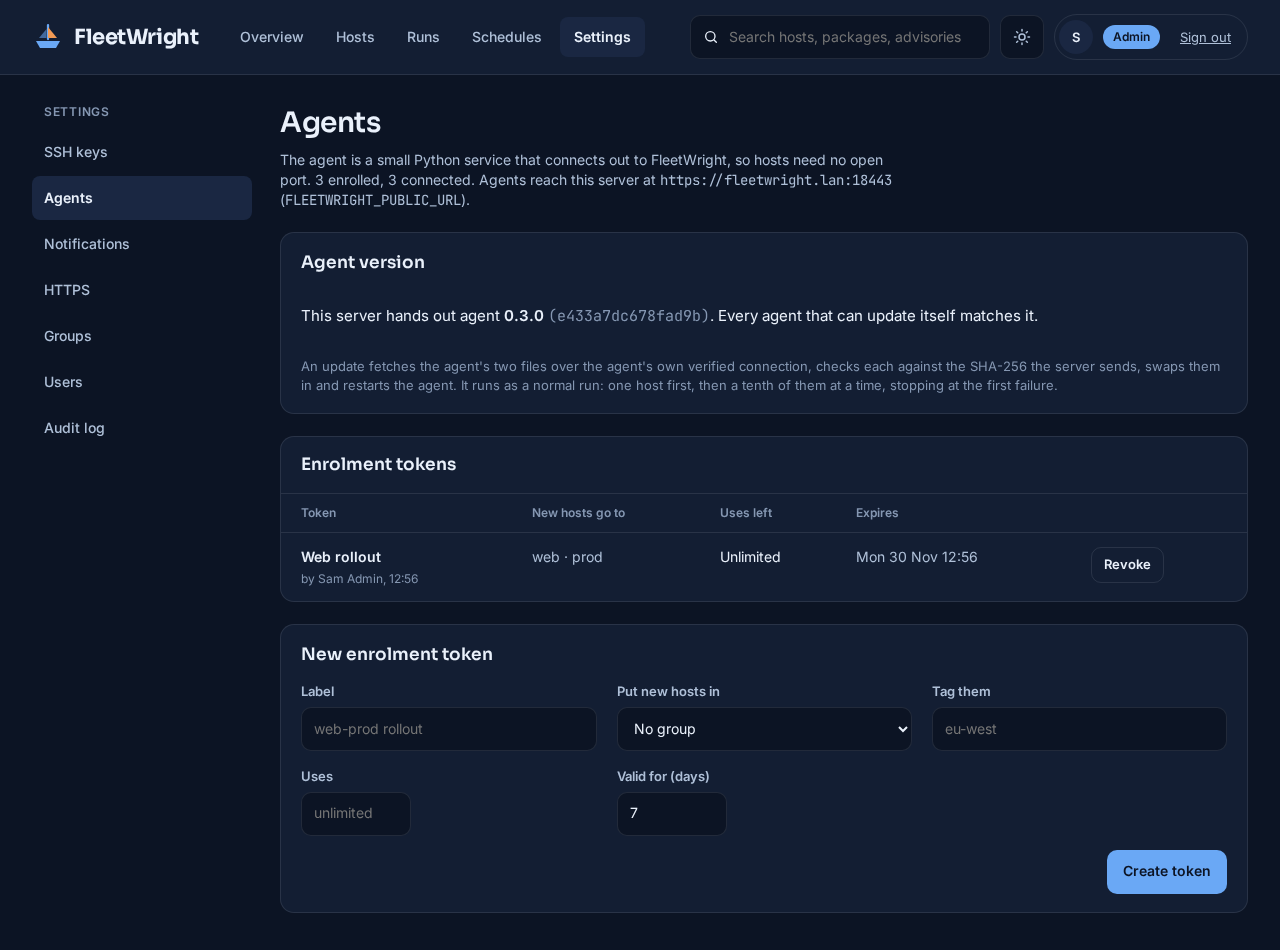 FleetWright
Overview
Hosts
Runs
Schedules
Settings
Search hosts, packages, advisories
S
Admin
Sign out
SETTINGS
SSH keys
Agents
Notifications
HTTPS
Groups
Users
Audit log
Agents
The agent is a small Python service that connects out to FleetWright, so hosts need no open
port. 3 enrolled, 3 connected. Agents reach this server at https://fleetwright.lan:18443
(FLEETWRIGHT_PUBLIC_URL).
Agent version
This server hands out agent 0.3.0 (e433a7dc678fad9b). Every agent that can update itself matches it.
An update fetches the agent's two files over the agent's own verified connection, checks each against the SHA-256 the server sends, swaps them
in and restarts the agent. It runs as a normal run: one host first, then a tenth of them at a time, stopping at the first failure.
Enrolment tokens
Token New hosts go to Uses left Expires
Web rollout web · prod Unlimited Mon 30 Nov 12:56 Revoke
by Sam Admin, 12:56
New enrolment token
Label Put new hosts in Tag them
web-prod rollout No group eu-west
Uses Valid for (days)
unlimited 7
Create token